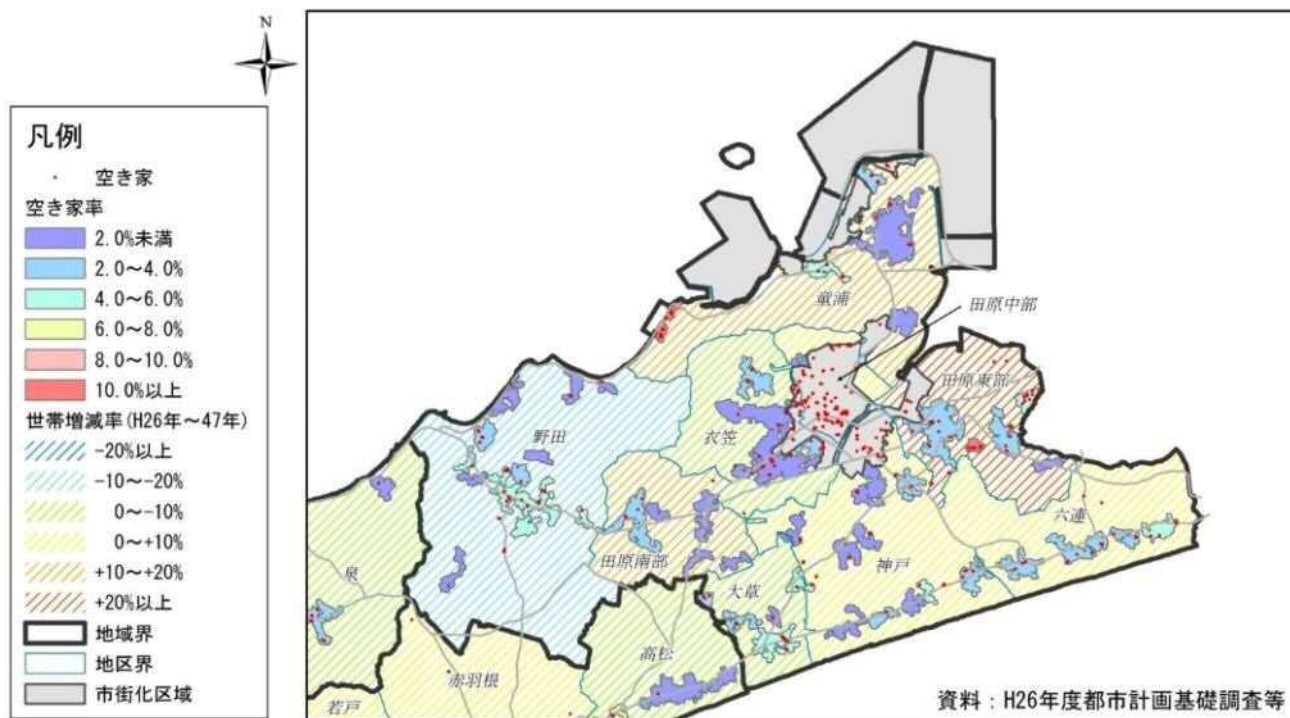 N
凡例
空き家
空き家率
2.0%未満
2.0～4.0%
4.0～6.0%
6.0～8.0%
8.0～10.0%
10.0%以上
世帯増減率(H26年～47年)
-20%以上
-10～-20%
0～-10%
0～+10%
+10～+20%
+20%以上
地域界
地区界
市街化区域
童浦
田原中部
田原東部
野田
衣笠
六連
田原南部
神戸
泉
大草
高松
赤羽根
若戸
資料：H26年度都市計画基礎調査等